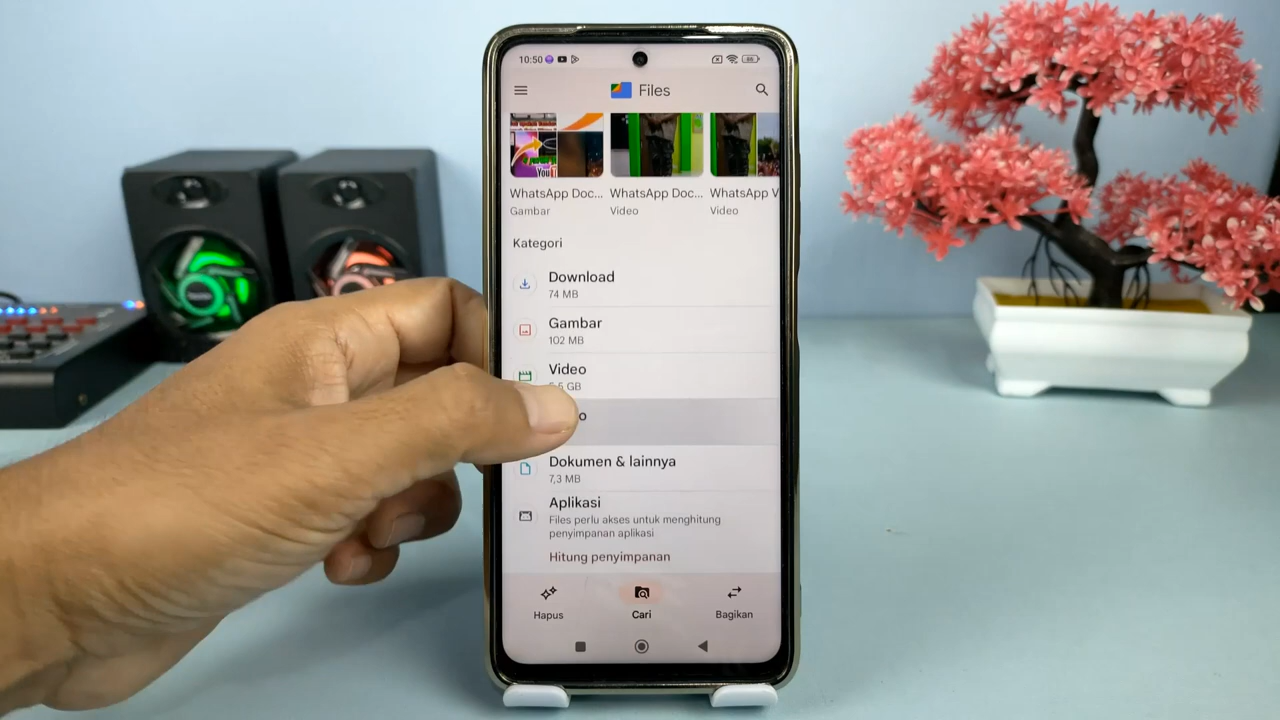 10:50
85
Files
WhatsApp Doc...
WhatsApp Doc...
WhatsApp V
Gambar
Video
Video
Kategori
Download
74 MB
Gambar
102 MB
Video
5 GB
o
Dokumen & lainnya
7,3 MB
Aplikasi
Files perlu akses untuk menghitung
penyimpanan aplikasi
Hitung penyimpanan
Hapus
Cari
Bagikan